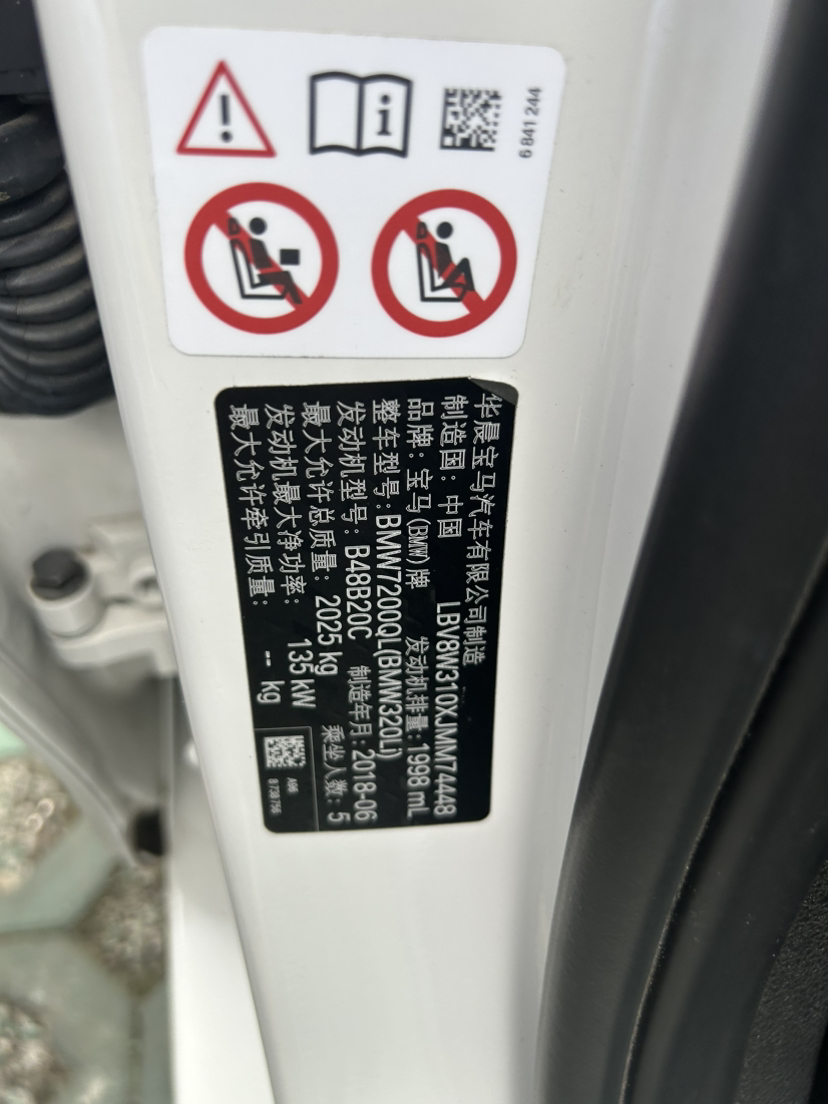 6 841 244
华晨宝马汽车有限公司制造
制造国：中国 LBV8W310XJMM74448
品牌：宝马(BMW)牌 发动机排量：1998 mL
整车型号：BMW7200QL(BMW320Li)
发动机型号：B48B20C 制造年月：2018-06
最大允许总质量：2025 kg 乘坐人数：5
发动机最大净功率：135 kW
最大允许牵引质量：-- kg
A96
8 738 756